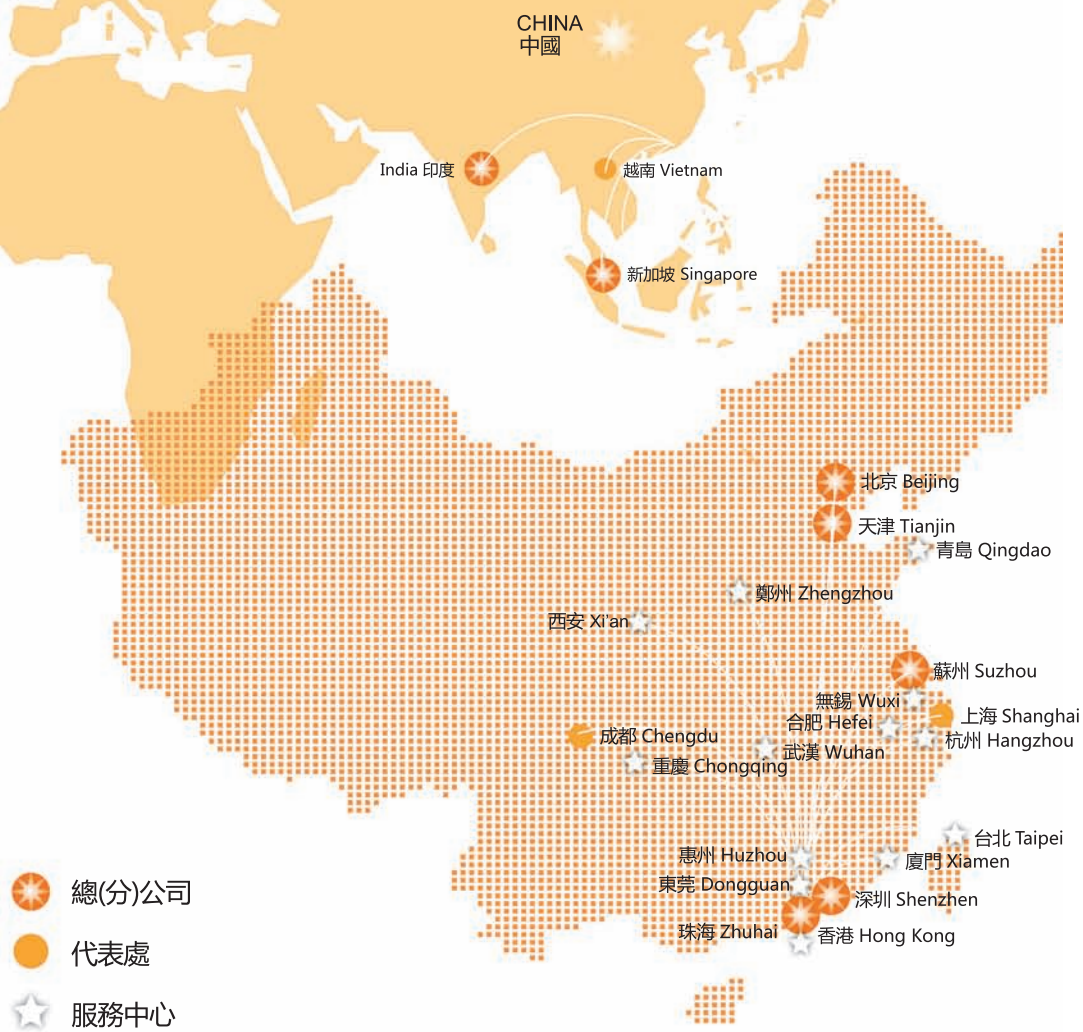 CHINA
中國
India 印度
越南 Vietnam
新加坡 Singapore
北京 Beijing
天津 Tianjin
青島 Qingdao
鄭州 Zhengzhou
西安 Xi'an
蘇州 Suzhou
無錫 Wuxi
上海 Shanghai
合肥 Hefei
杭州 Hangzhou
成都 Chengdu
武漢 Wuhan
重慶 Chongqing
台北 Taipei
惠州 Huzhou
廈門 Xiamen
東莞 Dongguan
深圳 Shenzhen
珠海 Zhuhai
香港 Hong Kong
總(分)公司
代表處
服務中心